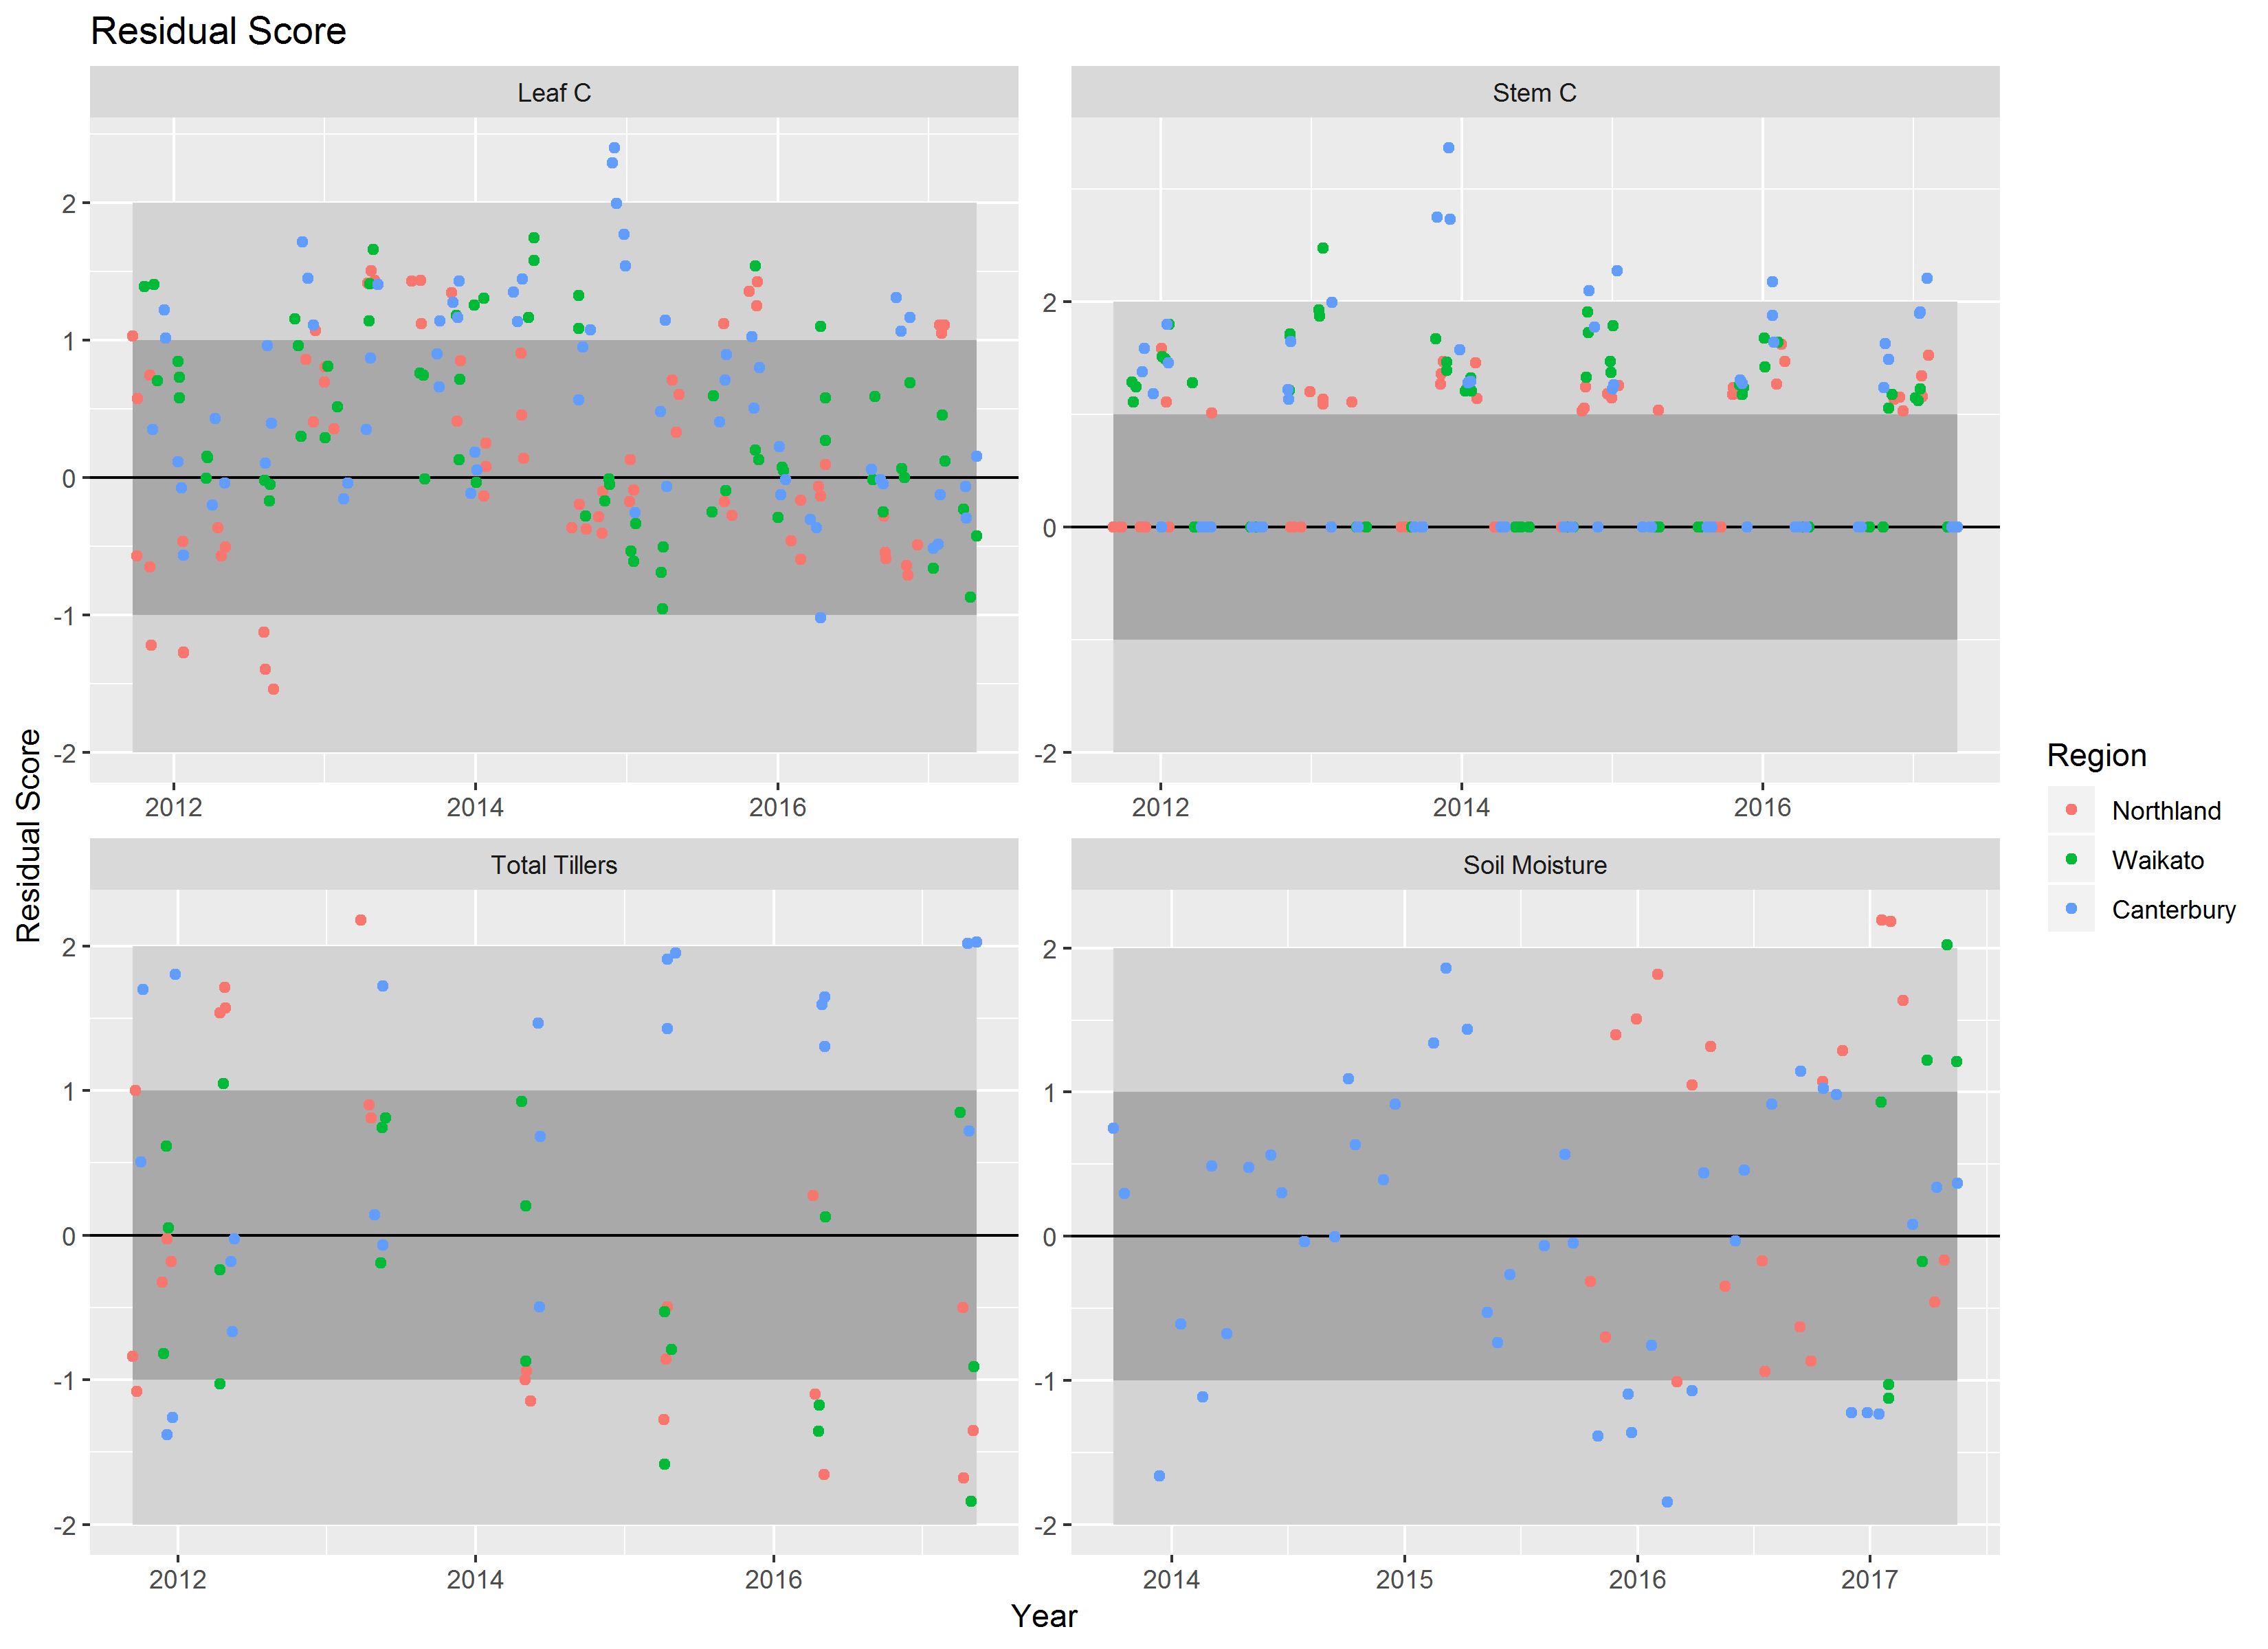 Residual Score
Leaf C
Stem C
2
1
0
-1
-2
2012
2014
2016
2
0
-2
2012
2014
2016
Residual Score
Total Tillers
Soil Moisture
2
1
0
-1
-2
2012
2014
2016
2
1
0
-1
-2
2014
2015
2016
2017
Year
Region
Northland
Waikato
Canterbury